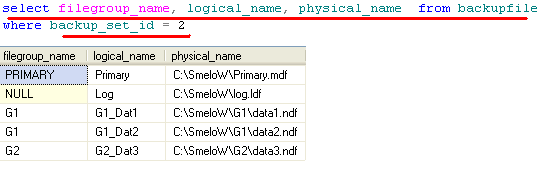 select filegroup_name, logical_name, physical_name from backupfile
where backup_set_id = 2
filegroup_name logical_name physical_name
PRIMARY Primary C:\SmeloW\Primary.mdf
NULL Log C:\SmeloW\log.ldf
G1 G1_Dat1 C:\SmeloW\G1\data1.ndf
G1 G1_Dat2 C:\SmeloW\G1\data2.ndf
G2 G2_Dat3 C:\SmeloW\G2\data3.ndf